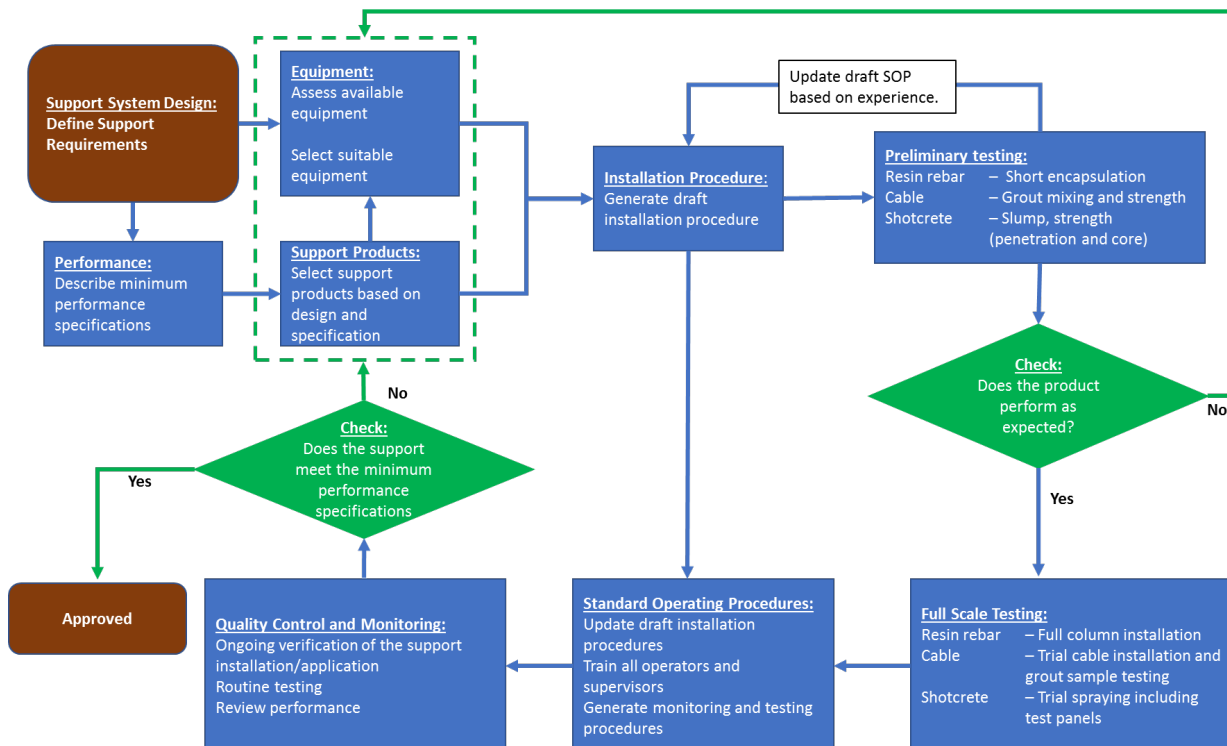 Support System Design:
Define Support
Requirements
Equipment:
Assess available
equipment
Select suitable
equipment
Update draft SOP
based on experience.
Performance:
Describe minimum
performance
specifications
Support Products:
Select support
products based on
design and
specification
Installation Procedure:
Generate draft
installation procedure
Preliminary testing:
Resin rebar – Short encapsulation
Cable – Grout mixing and strength
Shotcrete – Slump, strength
(penetration and core)
Check:
Does the product
perform as
expected?
No
Yes
No
Check:
Does the support
meet the minimum
performance
specifications
Yes
Approved
Quality Control and Monitoring:
Ongoing verification of the support
installation/application
Routine testing
Review performance
Standard Operating Procedures:
Update draft installation
procedures
Train all operators and
supervisors
Generate monitoring and testing
procedures
Full Scale Testing:
Resin rebar – Full column installation
Cable – Trial cable installation and
grout sample testing
Shotcrete – Trial spraying including
test panels